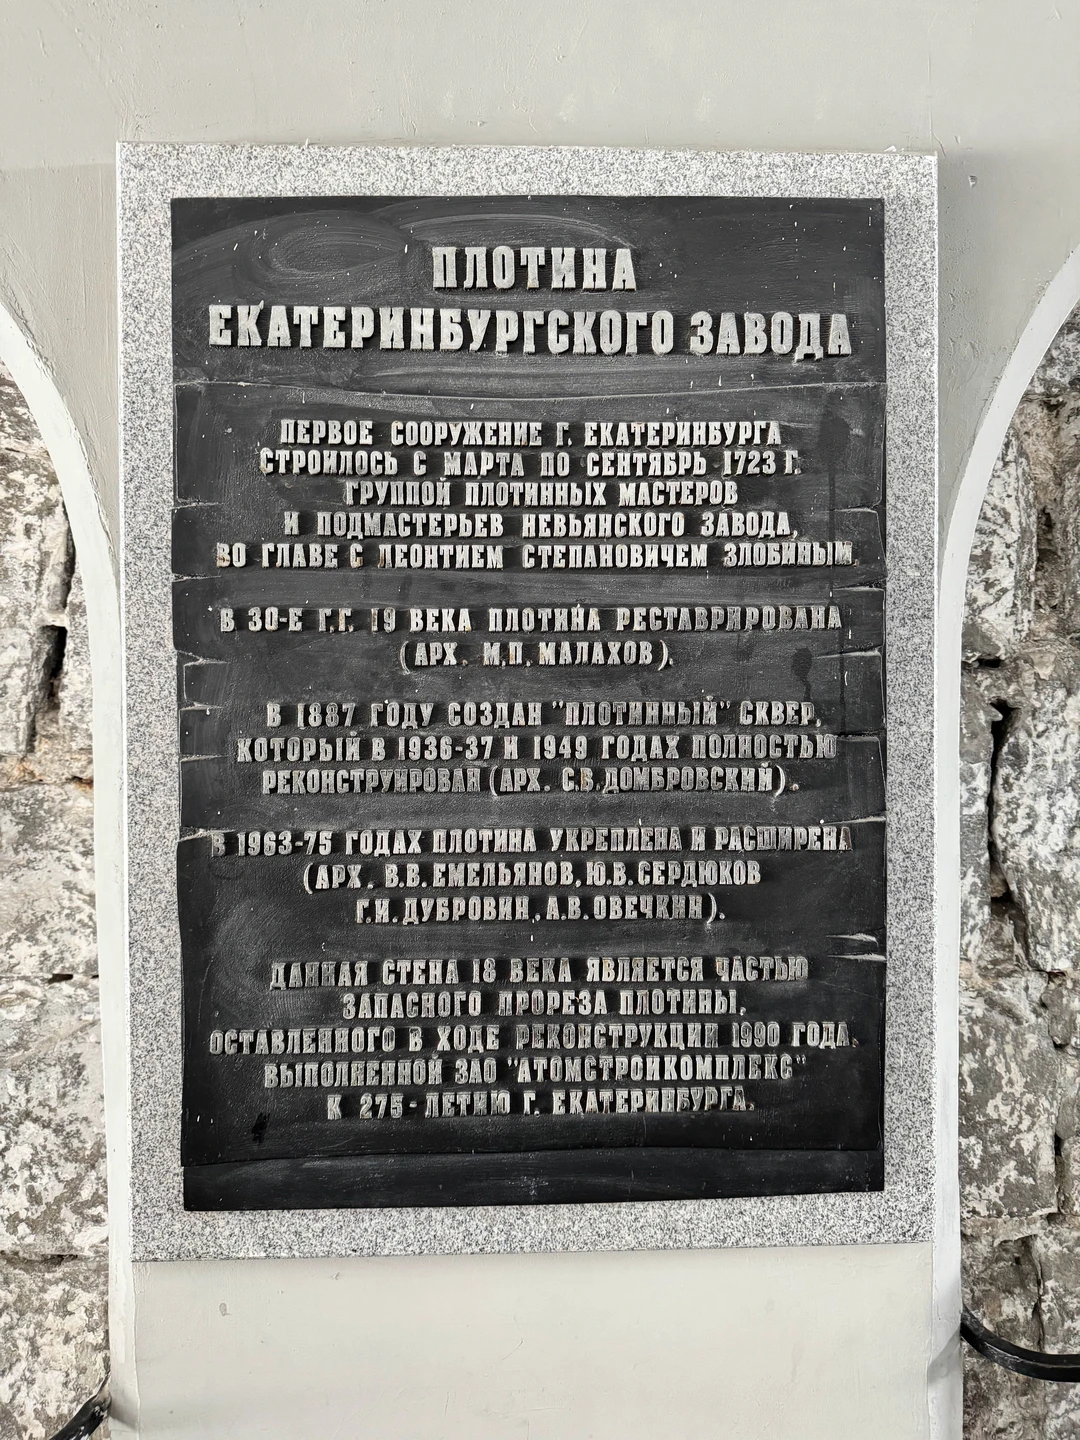 ПЛОТИНА
ЕКАТЕРИНБУРГСКОГО ЗАВОДА
ПЕРВОЕ СООРУЖЕНИЕ Г. ЕКАТЕРИНБУРГА
СТРОИЛОСЬ С МАРТА ПО СЕНТЯБРЬ 1723 Г.
ГРУППОЙ ПЛОТИННЫХ МАСТЕРОВ
И ПОДМАСТЕРЬЕВ НЕВЬЯНСКОГО ЗАВОДА,
ВО ГЛАВЕ С ЛЕОНТИЕМ СТЕПАНОВИЧЕМ ЗЛОБИНЫМ.
В 30-Е Г.Г. 19 ВЕКА ПЛОТИНА РЕСТАВРИРОВАНА
(АРХ. М.П. МАЛАХОВ).
В 1887 ГОДУ СОЗДАН "ПЛОТИННЫЙ" СКВЕР,
КОТОРЫЙ В 1936-37 И 1949 ГОДАХ ПОЛНОСТЬЮ
РЕКОНСТРУИРОВАН (АРХ. С.В. ДОМБРОВСКИЙ).
В 1963-75 ГОДАХ ПЛОТИНА УКРЕПЛЕНА И РАСШИРЕНА
(АРХ. В.В. ЕМЕЛЬЯНОВ, Ю.В. СЕРДЮКОВ
Г.И. ДУБРОВИН, А.В. ОВЕЧКИН).
ДАННАЯ СТЕНА 18 ВЕКА ЯВЛЯЕТСЯ ЧАСТЬЮ
ЗАПАСНОГО ПРОРЕЗА ПЛОТИНЫ,
ОСТАВЛЕННОГО В ХОДЕ РЕКОНСТРУКЦИИ 1990 ГОДА,
ВЫПОЛНЕННОЙ ЗАО "АТОМСТРОЙКОМПЛЕКС"
К 275-ЛЕТИЮ Г. ЕКАТЕРИНБУРГА.